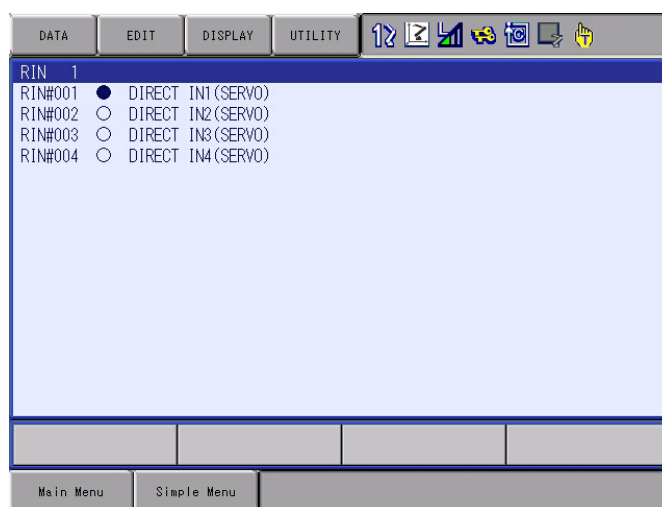 DATA EDIT DISPLAY UTILITY
RIN 1
RIN#001 DIRECT IN1(SERVO)
RIN#002 DIRECT IN2(SERVO)
RIN#003 DIRECT IN3(SERVO)
RIN#004 DIRECT IN4(SERVO)
Main Menu Simple Menu